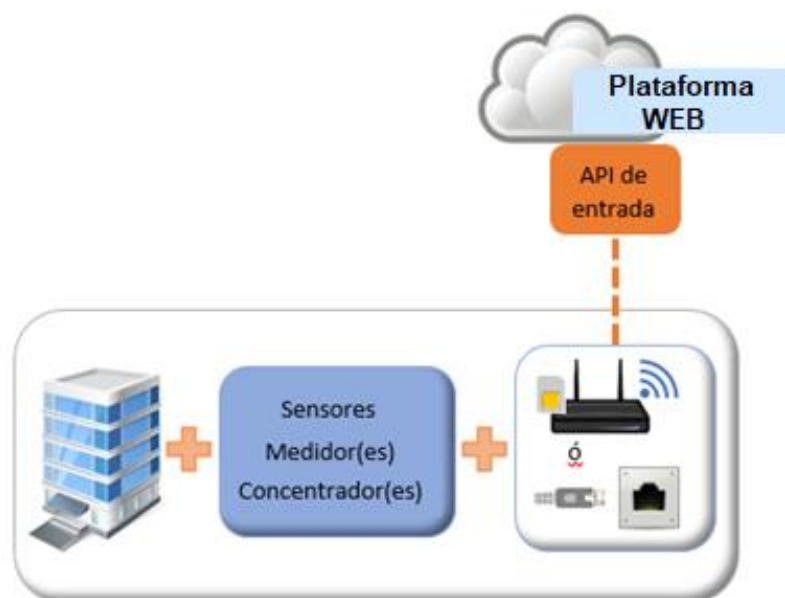 Plataforma
WEB
API de
entrada
Sensores
Medidor(es)
Concentrador(es)
ó